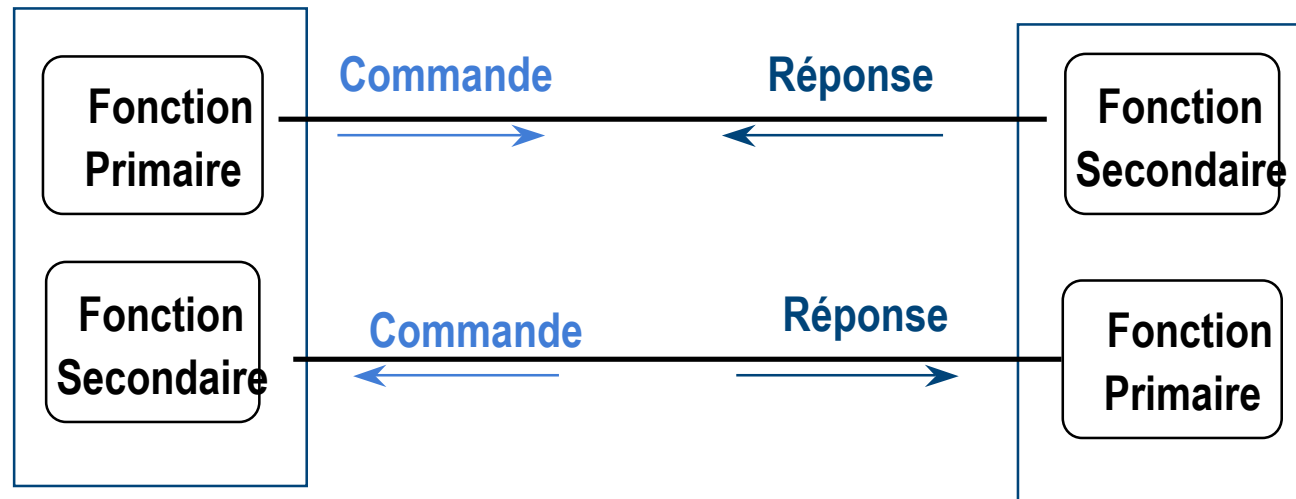 Commande
Réponse
Fonction
Primaire
Fonction
Secondaire
Fonction
Secondaire
Commande
Réponse
Fonction
Primaire